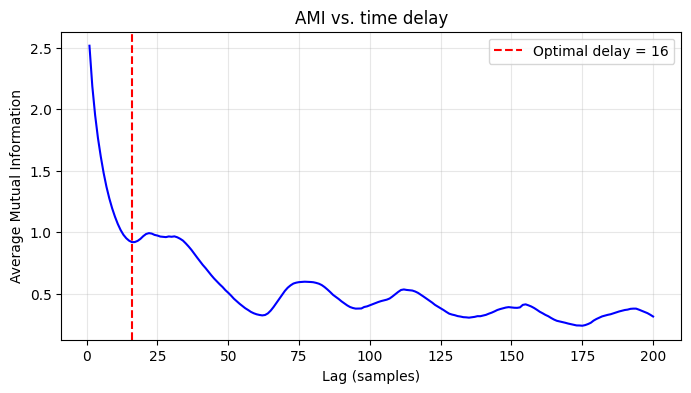 AMI vs. time delay
Optimal delay = 16
Average Mutual Information
2.5
2.0
1.5
1.0
0.5
0 25 50 75 100 125 150 175 200
Lag (samples)